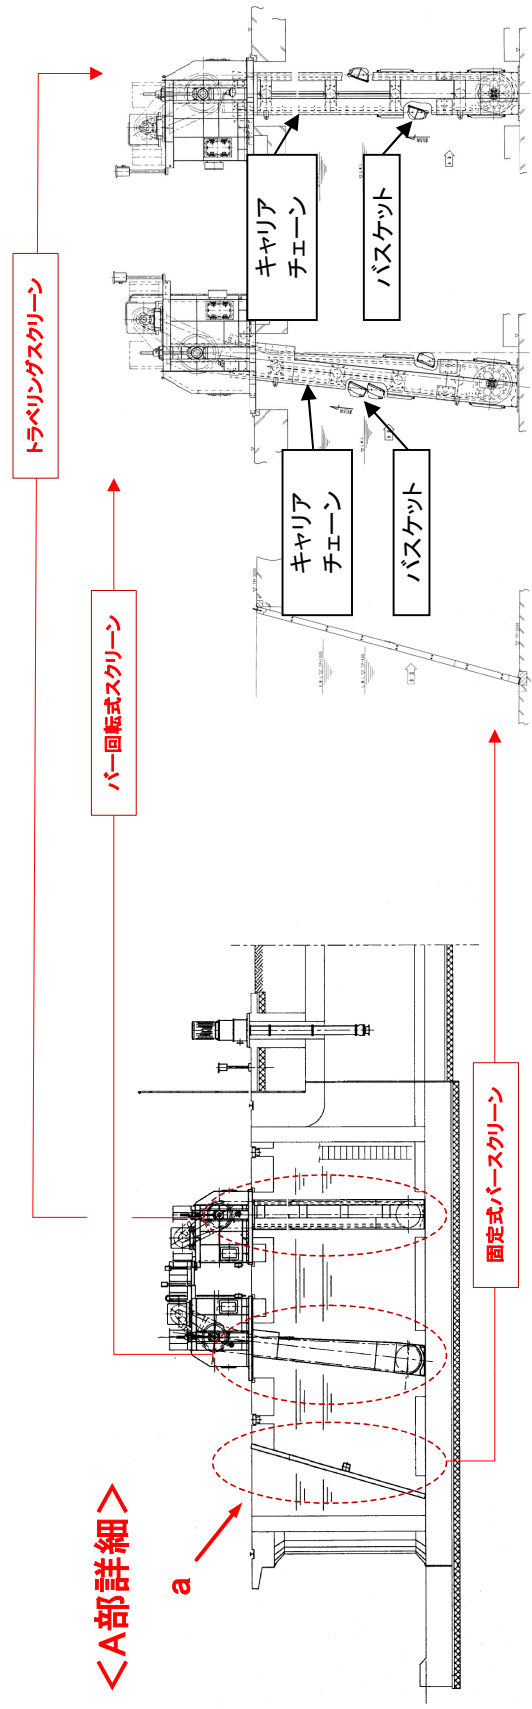 ＜A部詳細＞
a
トラベリングスクリーン
バー回転式スクリーン
固定式バースクリーン
キャリア
チェーン
バスケット
キャリア
チェーン
バスケット